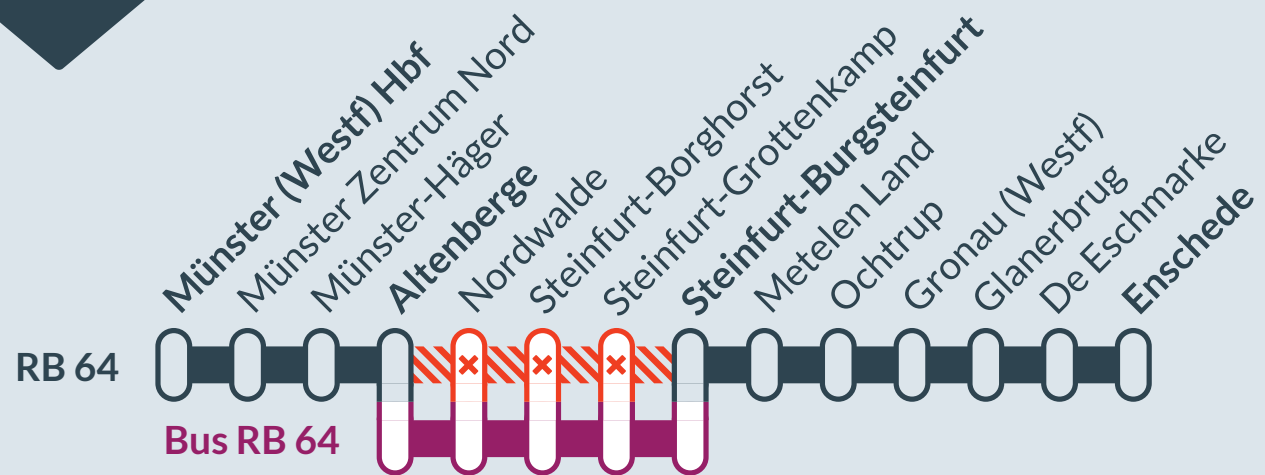 Münster (Westf) Hbf
Münster Zentrum Nord
Münster-Häger
Altenberge
Nordwalde
Steinfurt-Borghorst
Steinfurt-Grottenkamp
Steinfurt-Burgsteinfurt
Metelen Land
Ochtrup
Gronau (Westf)
Glanerbrug
De Eschmarke
Enschede
RB 64
Bus RB 64